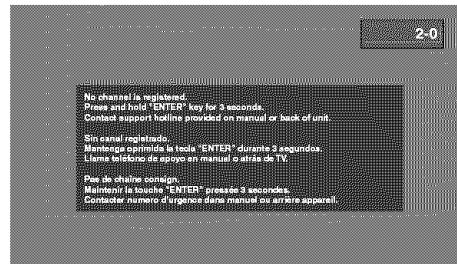 2-0
No channel is registered.
Press and hold "ENTER" key for 3 seconds.
Contact support hotline provided on manual or back of unit.
Sin canal registrado
Mantenga oprimida la tecla "ENTER" durante 3 segundos.
Llame teléfono de apoyo en manual o atrás de TV.
Pas de chaîne consign.
Maintenir la touche "ENTER" pressée 3 secondes.
Contacter numero d'urgence dans manuel ou arrière appareil.